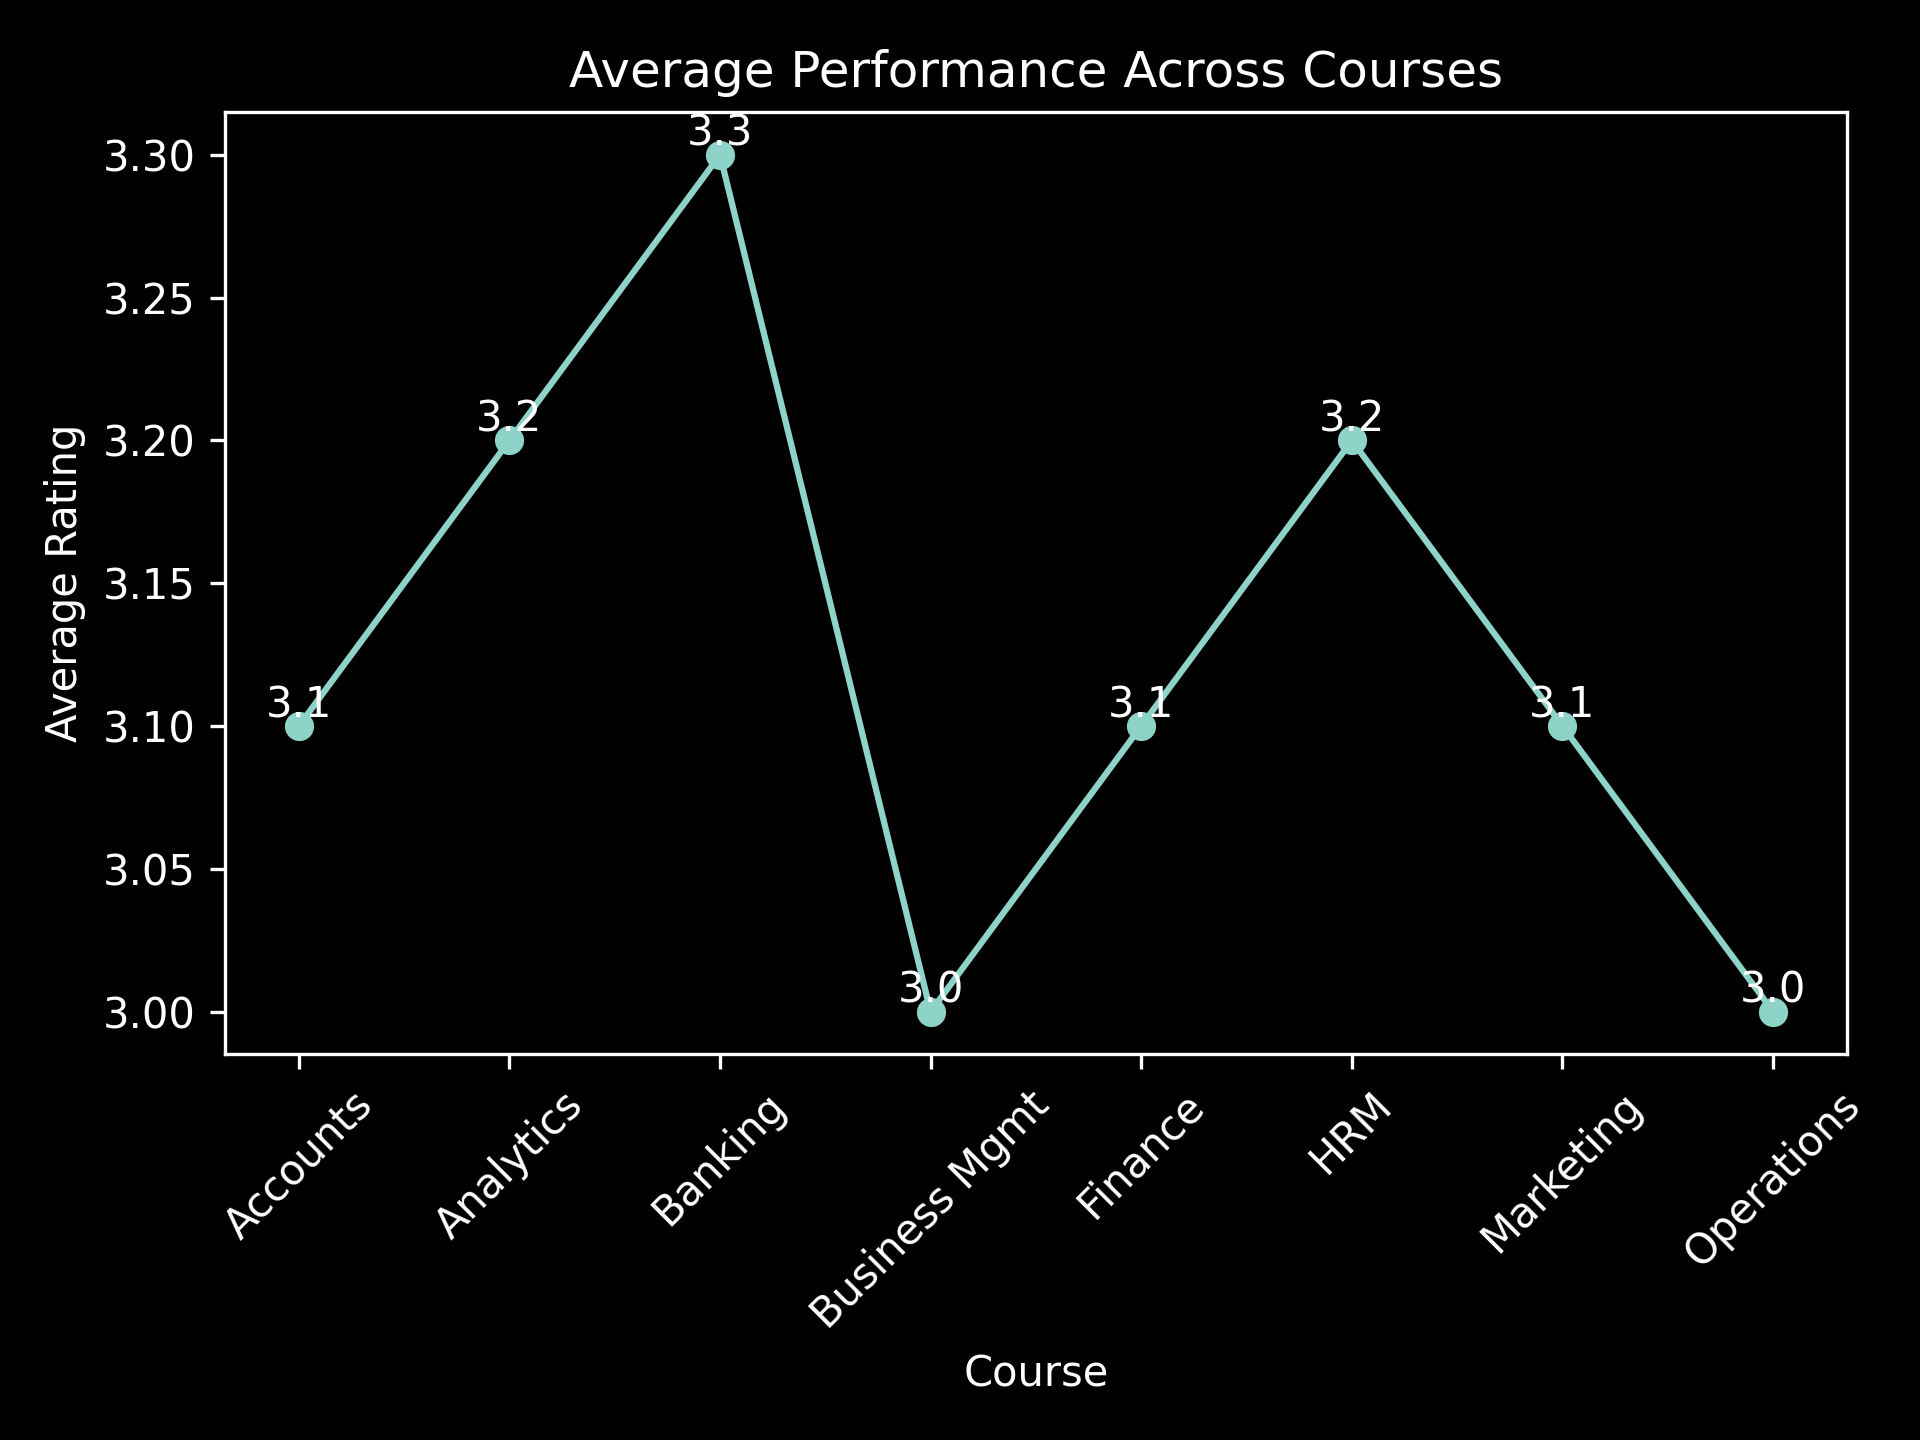 Average Performance Across Courses
3.30
3.25
3.20
3.15
3.10
3.05
3.00
Average Rating
3.1
3.2
3.3
3.0
3.1
3.2
3.1
3.0
Accounts
Analytics
Banking
Business Mgmt
Finance
HRM
Marketing
Operations
Course